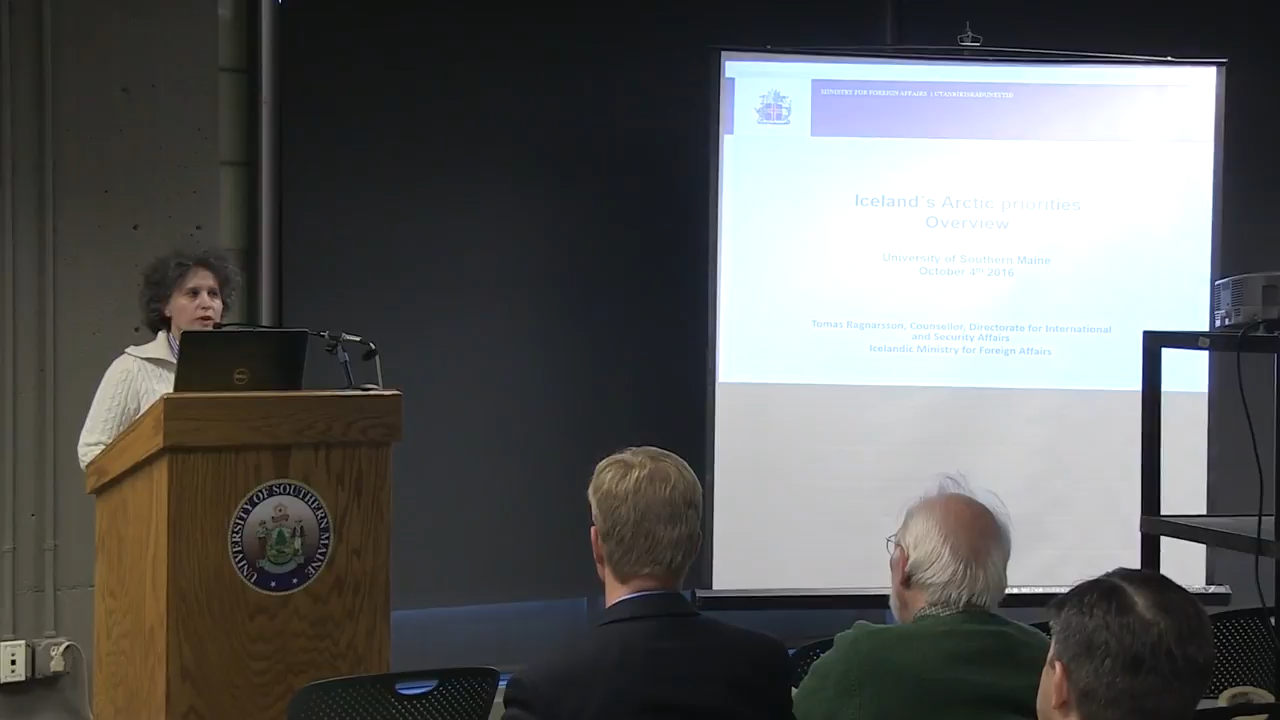 MINISTRY FOR FOREIGN AFFAIRS | UTANRIKISRADUNEYTID
Iceland´s Arctic priorities
Overview
University of Southern Maine
October 4th 2016
Tomas Ragnarsson, Counsellor, Directorate for International
and Security Affairs
Icelandic Ministry for Foreign Affairs
DELL
UNIVERSITY OF SOUTHERN MAINE